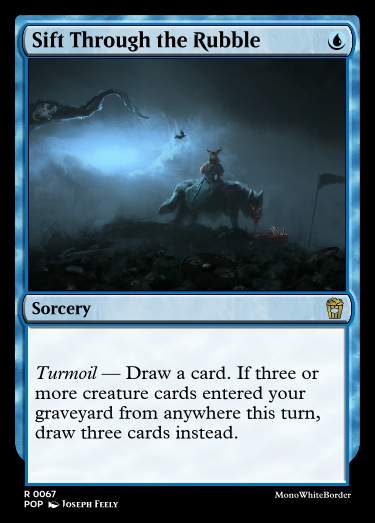 Sift Through the Rubble
Sorcery
Turmoil — Draw a card. If three or
more creature cards entered your
graveyard from anywhere this turn,
draw three cards instead.
R 0067
POP Joseph Feely
MonoWhiteBorder